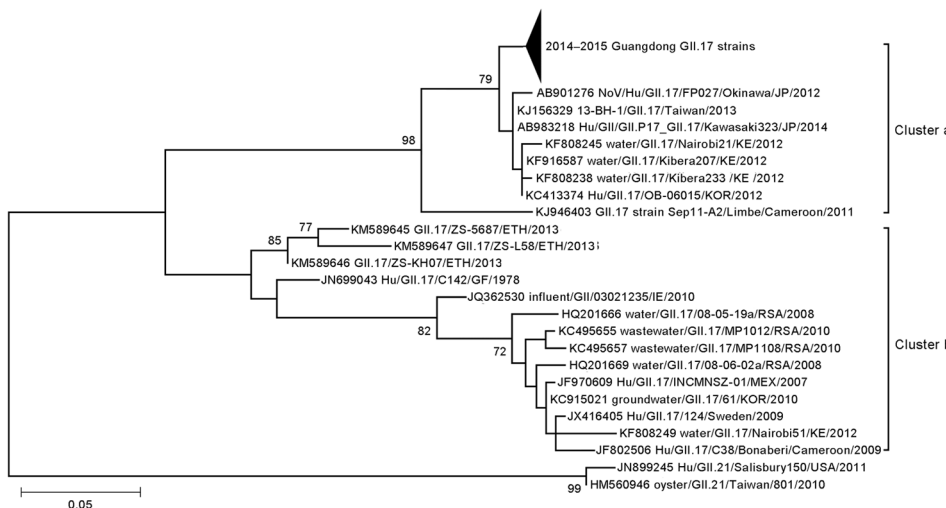 2014–2015 Guangdong GII.17 strains
79
AB901276 NoV/Hu/GII.17/FP027/Okinawa/JP/2012
KJ156329 13-BH-1/GII.17/Taiwan/2013
AB983218 Hu/GII/GII.P17_GII.17/Kawasaki323/JP/2014
Cluster a
98
KF808245 water/GII.17/Nairobi21/KE/2012
KF916587 water/GII.17/Kibera207/KE/2012
KF808238 water/GII.17/Kibera233 /KE /2012
KC413374 Hu/GII.17/OB-06015/KOR/2012
KJ946403 GII.17 strain Sep11-A2/Limbe/Cameroon/2011
77
KM589645 GII.17/ZS-5687/ETH/2013
85
KM589647 GII.17/ZS-L58/ETH/2013
KM589646 GII.17/ZS-KH07/ETH/2013
JN699043 Hu/GII.17/C142/GF/1978
JQ362530 influent/GII/03021235/IE/2010
82
HQ201666 water/GII.17/08-05-19a/RSA/2008
KC495655 wastewater/GII.17/MP1012/RSA/2010
Cluster
72
KC495657 wastewater/GII.17/MP1108/RSA/2010
HQ201669 water/GII.17/08-06-02a/RSA/2008
JF970609 Hu/GII.17/INCMNSZ-01/MEX/2007
KC915021 groundwater/GII.17/61/KOR/2010
JX416405 Hu/GII.17/124/Sweden/2009
KF808249 water/GII.17/Nairobi51/KE/2012
JF802506 Hu/GII.17/C38/Bonaberi/Cameroon/2009
JN899245 Hu/GII.21/Salisbury150/USA/2011
99
HM560946 oyster/GII.21/Taiwan/801/2010
0.05